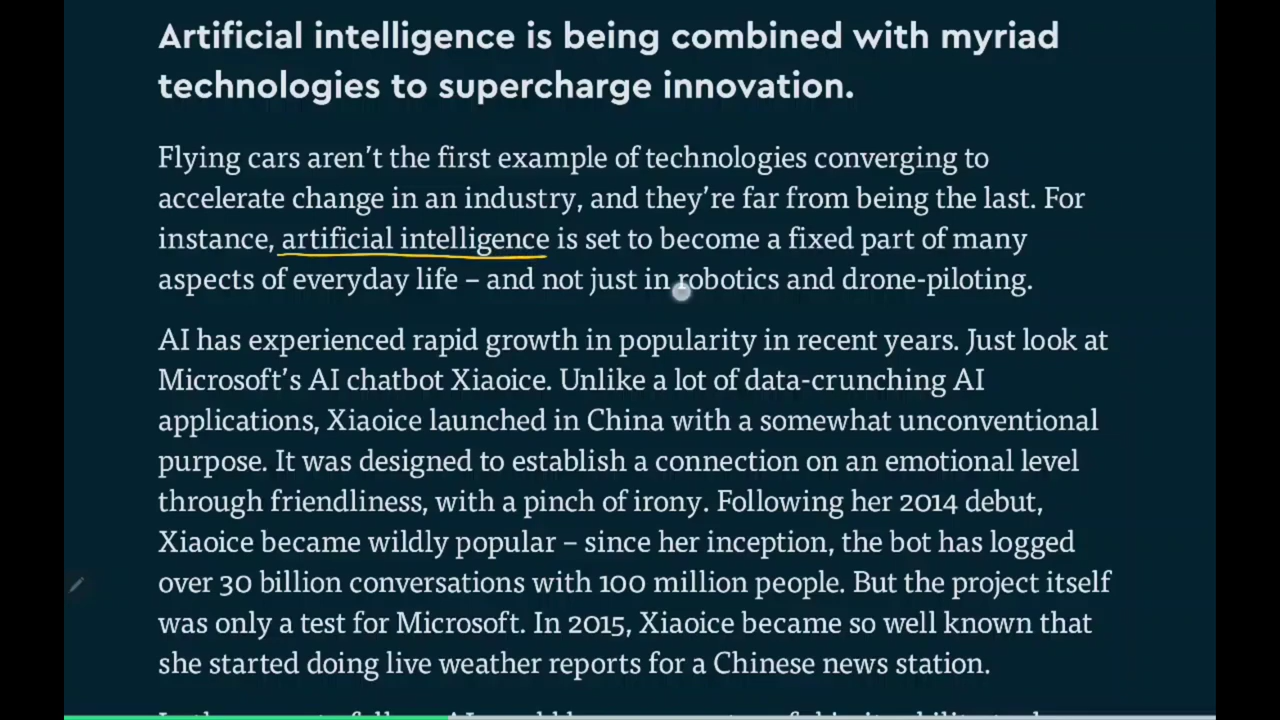 Artificial intelligence is being combined with myriad
technologies to supercharge innovation.
Flying cars aren’t the first example of technologies converging to
accelerate change in an industry, and they’re far from being the last. For
instance, artificial intelligence is set to become a fixed part of many
aspects of everyday life – and not just in robotics and drone-piloting.
AI has experienced rapid growth in popularity in recent years. Just look at
Microsoft’s AI chatbot Xiaoice. Unlike a lot of data-crunching AI
applications, Xiaoice launched in China with a somewhat unconventional
purpose. It was designed to establish a connection on an emotional level
through friendliness, with a pinch of irony. Following her 2014 debut,
Xiaoice became wildly popular – since her inception, the bot has logged
over 30 billion conversations with 100 million people. But the project itself
was only a test for Microsoft. In 2015, Xiaoice became so well known that
she started doing live weather reports for a Chinese news station.